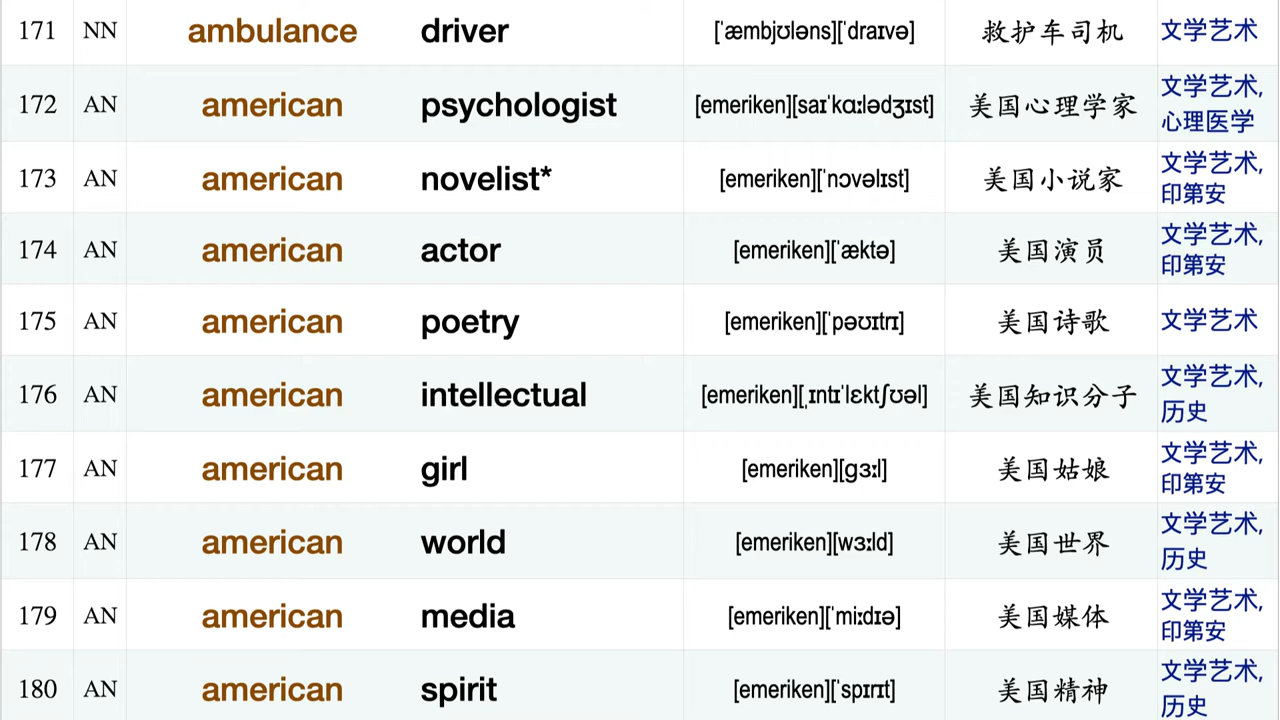 171 NN ambulance driver [ˈæmbjʊləns][ˈdraɪvə] 救护车司机 文学艺术
172 AN american psychologist [emeriken][saɪˈkɑːlədʒɪst] 美国心理学家 文学艺术,
心理医学
173 AN american novelist* [emeriken][ˈnɔvəlɪst] 美国小说家 文学艺术,
印第安
174 AN american actor [emeriken][ˈæktə] 美国演员 文学艺术,
印第安
175 AN american poetry [emeriken][ˈpəʊɪtrɪ] 美国诗歌 文学艺术
176 AN american intellectual [emeriken][ˌɪntɪˈlɛktʃʊəl] 美国知识分子 文学艺术,
历史
177 AN american girl [emeriken][ɡɜːl] 美国姑娘 文学艺术,
印第安
178 AN american world [emeriken][wɜːld] 美国世界 文学艺术,
历史
179 AN american media [emeriken][ˈmiːdɪə] 美国媒体 文学艺术,
印第安
180 AN american spirit [emeriken][ˈspɪrɪt] 美国精神 文学艺术,
历史